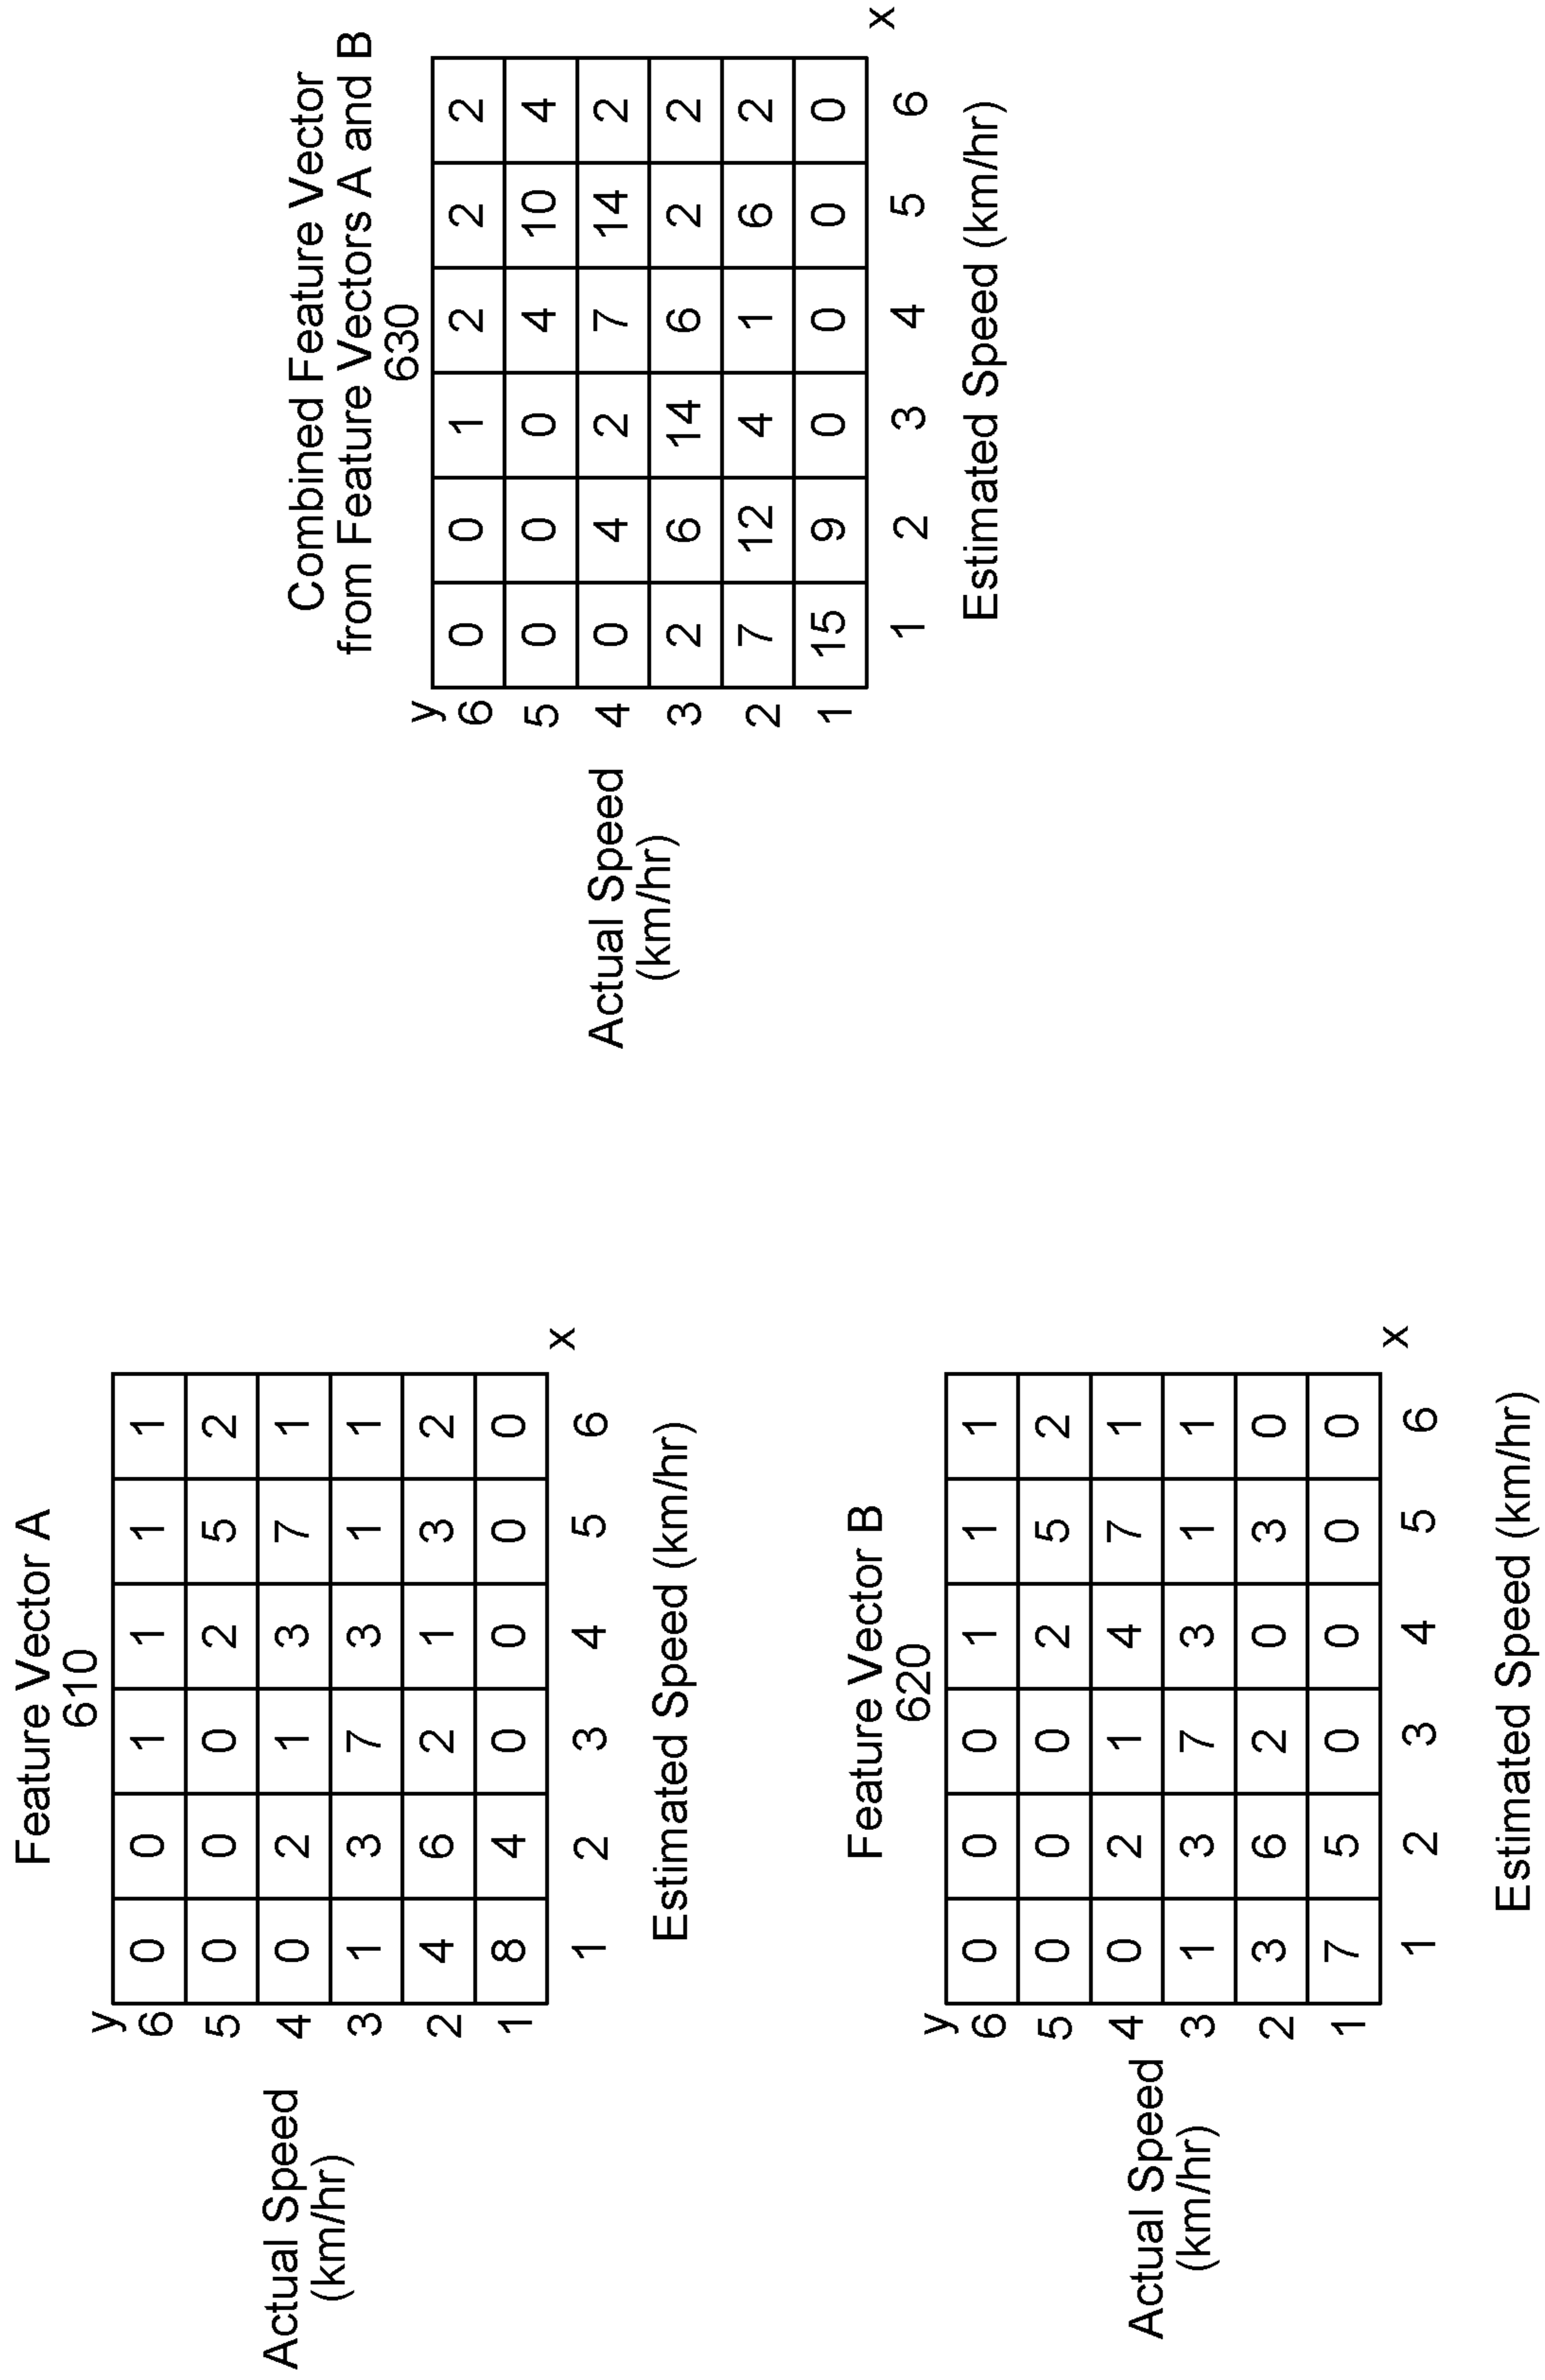 Feature Vector A
610
y
6 0 0 1 1 1 1
5 0 0 0 2 5 2
4 0 2 1 3 7 1
3 1 3 7 3 1 1
2 4 6 2 1 3 2
1 8 4 0 0 0 0
x
1 2 3 4 5 6
Actual Speed
(km/hr)
Estimated Speed (km/hr)
Feature Vector B
620
y
6 0 0 0 1 1 1
5 0 0 0 2 5 2
4 0 2 1 4 7 1
3 1 3 7 3 1 1
2 3 6 2 0 3 0
1 7 5 0 0 0 0
x
1 2 3 4 5 6
Actual Speed
(km/hr)
Estimated Speed (km/hr)
Combined Feature Vector
from Feature Vectors A and B
630
y
6 0 0 1 2 2 2
5 0 0 0 4 10 4
4 0 4 2 7 14 2
3 2 6 14 6 2 2
2 7 12 4 1 6 2
1 15 9 0 0 0 0
x
1 2 3 4 5 6
Actual Speed
(km/hr)
Estimated Speed (km/hr)